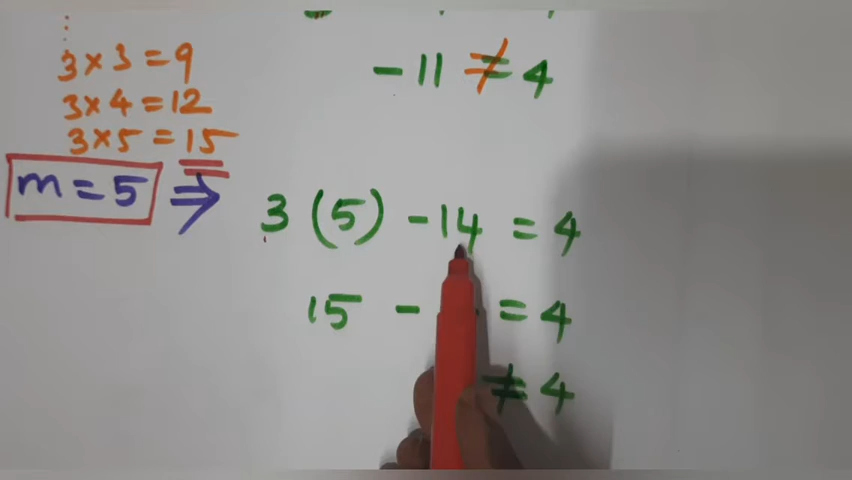 3 × 3 = 9
3 × 4 = 12
3 × 5 = 15
m = 5 ⇒
-11 ≠ 4
3 (5) - 14 = 4
15 - = 4
≠ 4